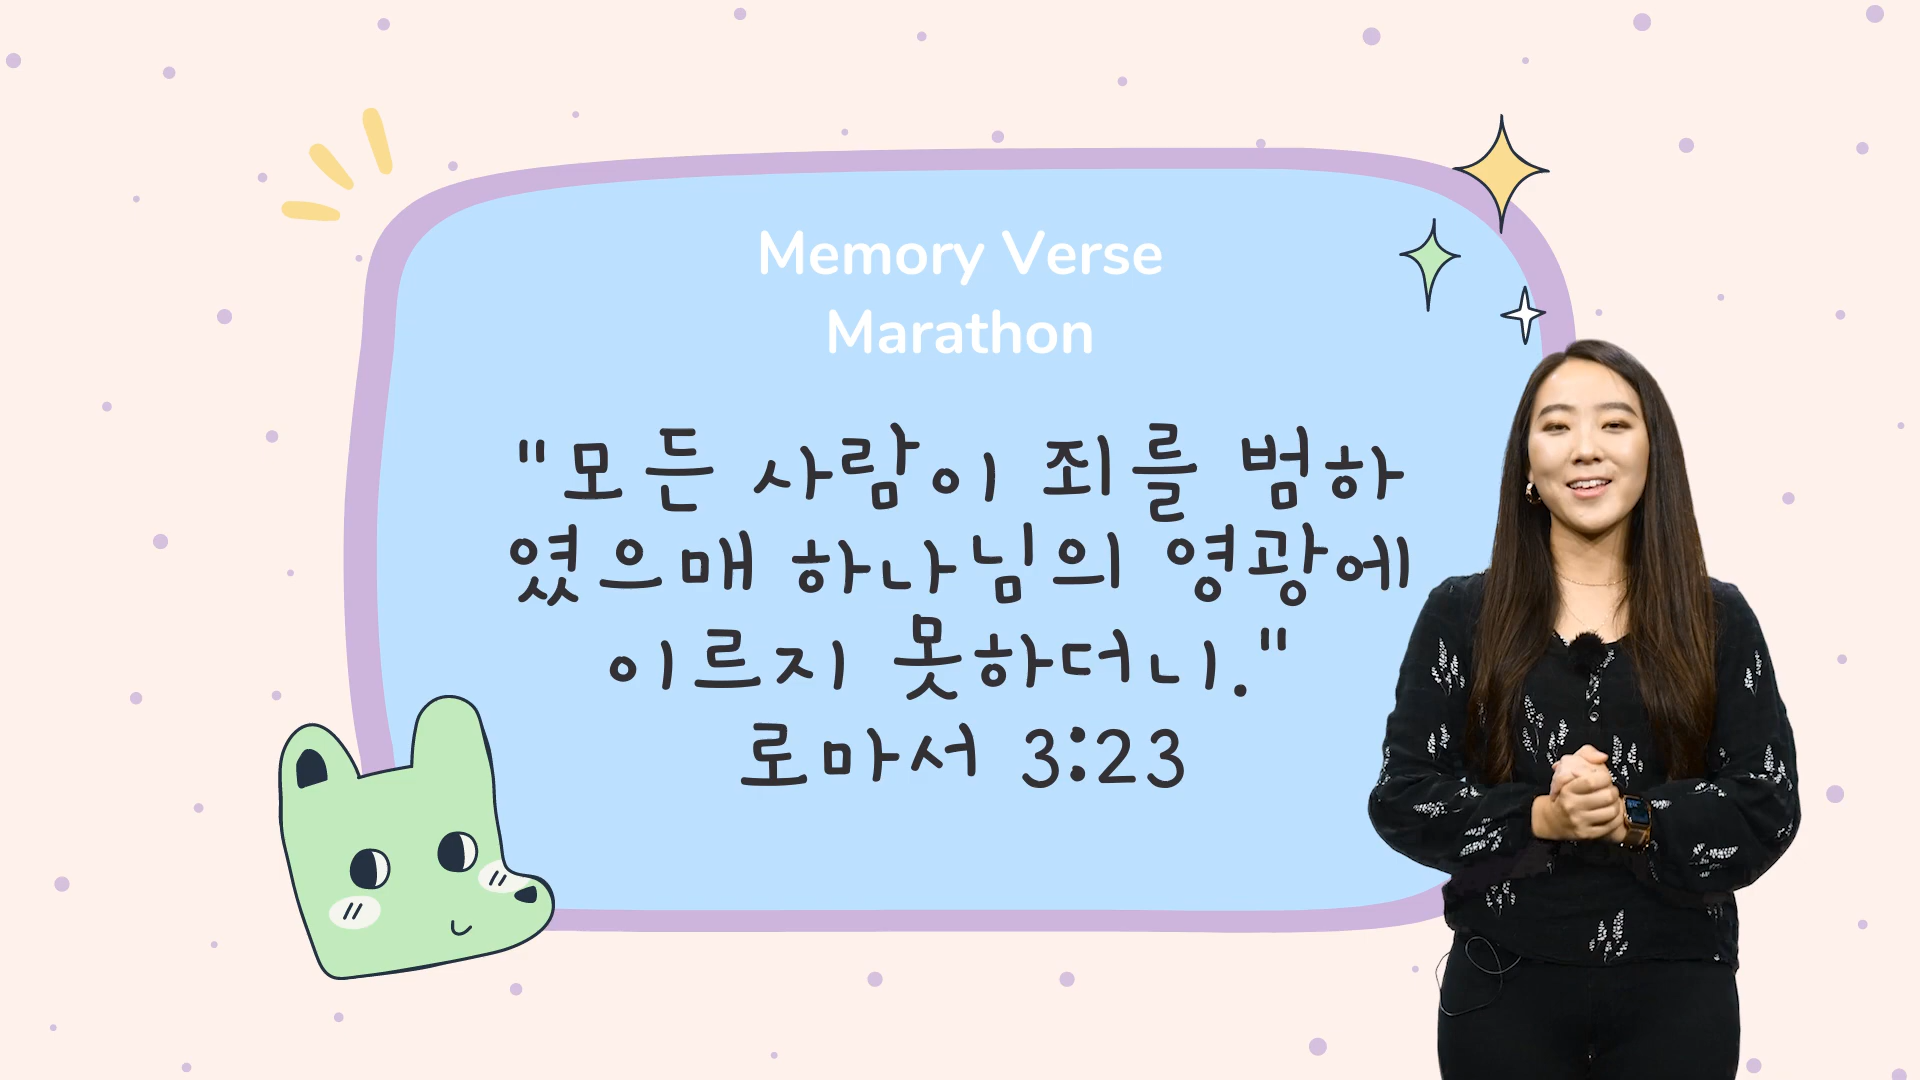 Memory Verse
Marathon
"모든 사람이 죄를 범하
였으매 하나님의 영광에
이르지 못하더니."
로마서 3:23